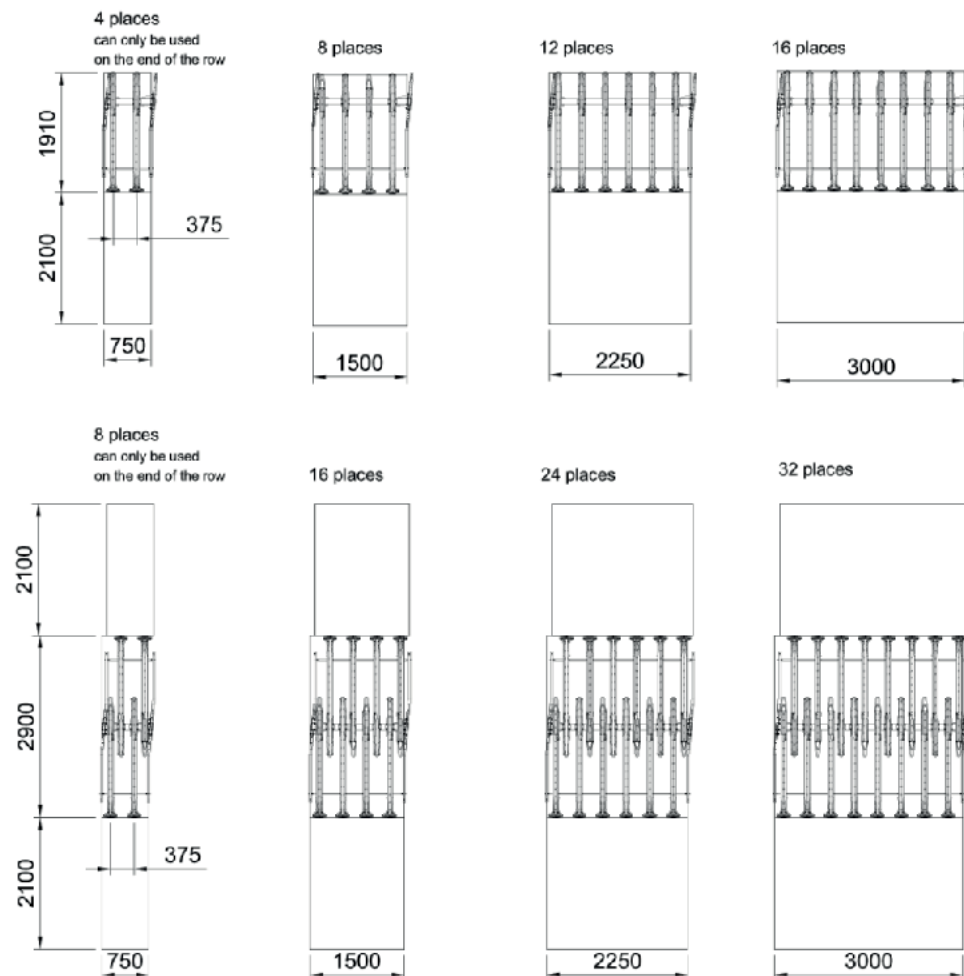 4 places
can only be used
on the end of the row
8 places
12 places
16 places
1910
2100
375
750
1500
2250
3000
8 places
can only be used
on the end of the row
16 places
24 places
32 places
2100
2900
2100
375
750
1500
2250
3000